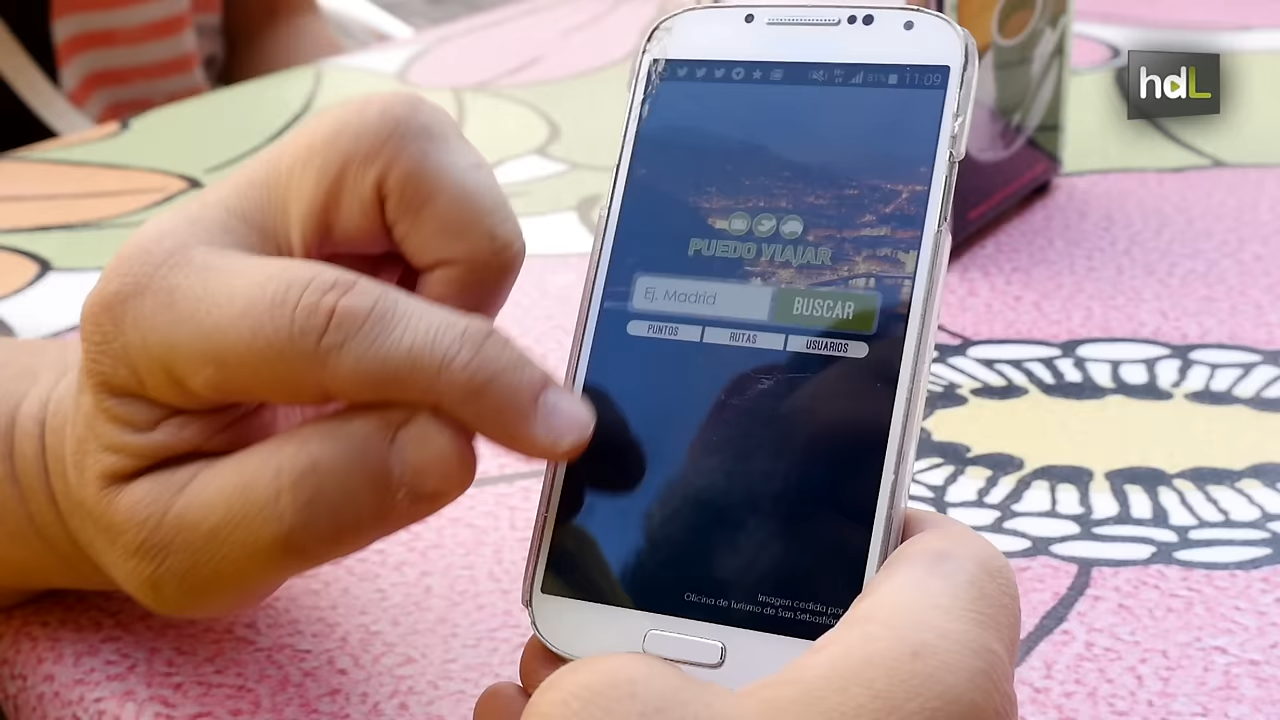 hdL
81% 11:09
PUEDO VIAJAR
Ej. Madrid
BUSCAR
PUNTOS
RUTAS
USUARIOS
Imagen cedida por
Oficina de Turismo de San Sebastián